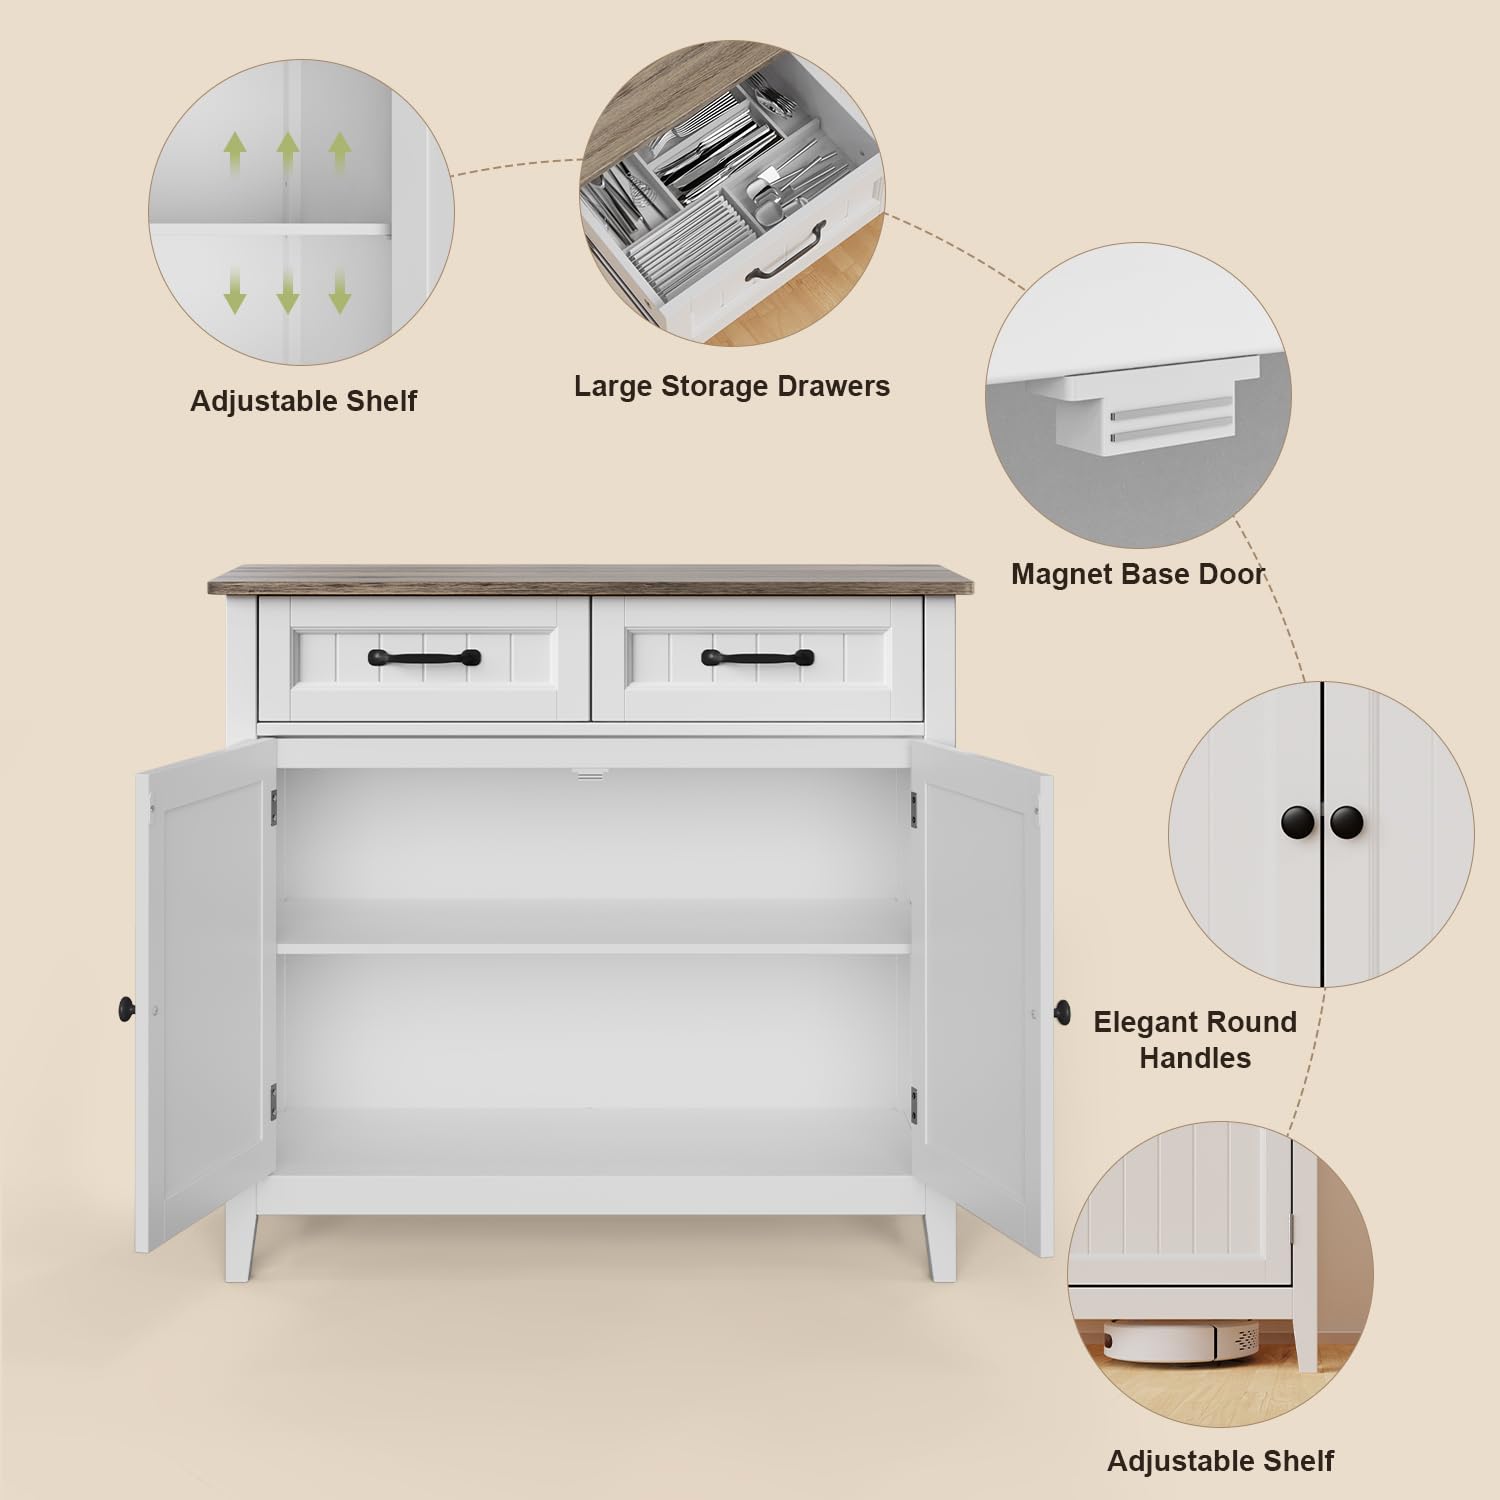 Adjustable Shelf
Large Storage Drawers
Magnet Base Door
Elegant Round
Handles
Adjustable Shelf